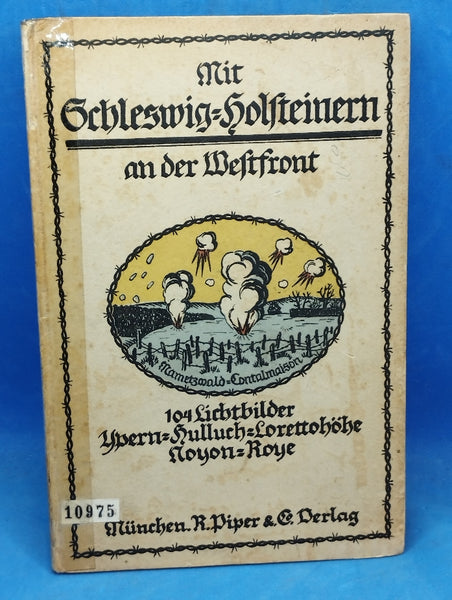 Mit
Schleswig=Holsteinern
an der Westfront
Mametzwald=Contalmaison
104 Lichtbilder
Ypern=Hulluch=Lorettohöhe
Noyon=Roye
10975
München. R. Piper & Co. Verlag